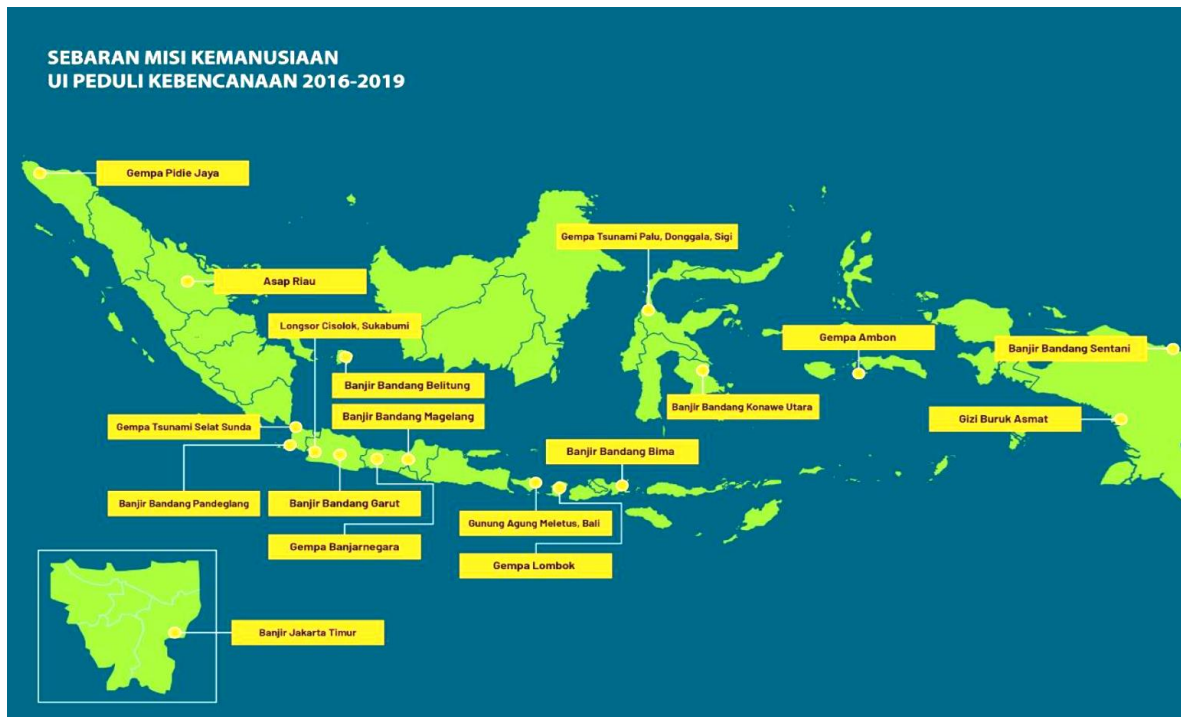 SEBARAN MISI KEMANUSIAAN
UI PEDULI KEBENCANAAN 2016-2019
Gempa Pidie Jaya
Gempa Tsunami Palu, Donggala, Sigi
Asap Riau
Longsor Cisolok, Sukabumi
Gempa Ambon
Banjir Bandang Sentani
Banjir Bandang Belitung
Banjir Bandang Konawe Utara
Banjir Bandang Magelang
Gizi Buruk Asmat
Gempa Tsunami Selat Sunda
Banjir Bandang Bima
Banjir Bandang Pandeglang
Banjir Bandang Garut
Gunung Agung Meletus, Bali
Gempa Banjarnegara
Gempa Lombok
Banjir Jakarta Timur